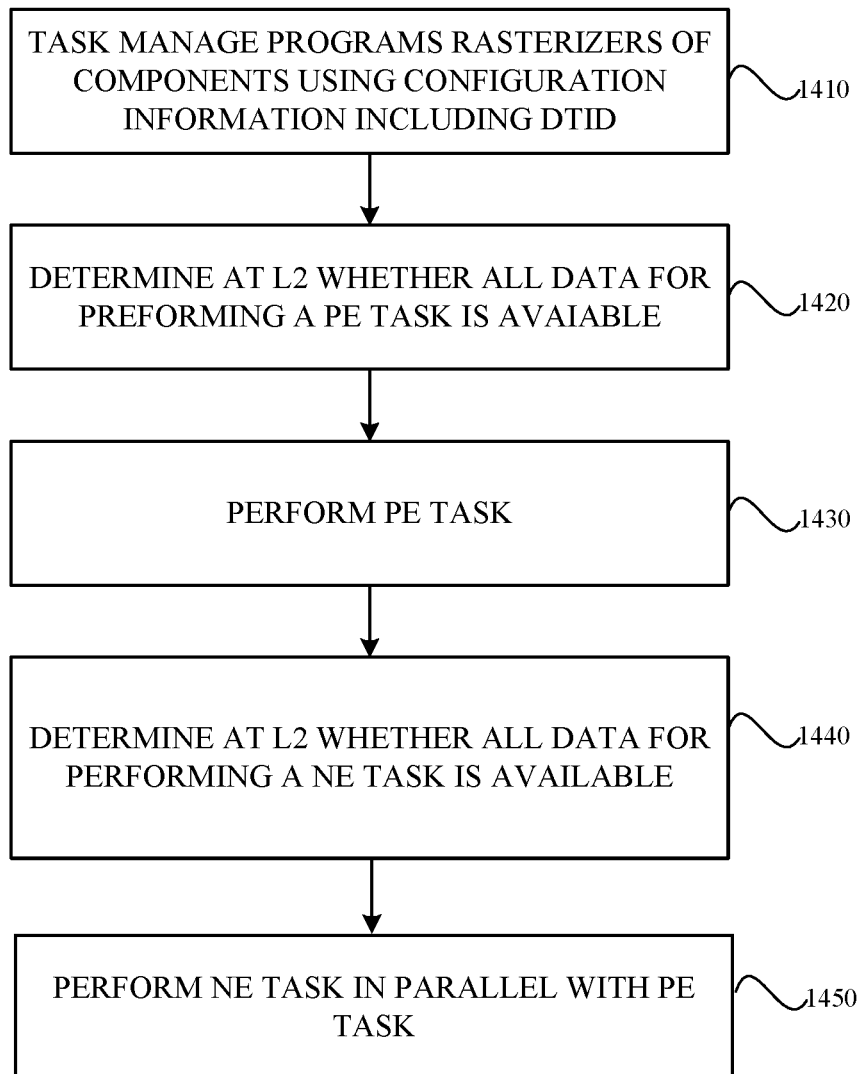 TASK MANAGE PROGRAMS RASTERIZERS OF
COMPONENTS USING CONFIGURATION
INFORMATION INCLUDING DTID
1410
DETERMINE AT L2 WHETHER ALL DATA FOR
PREFORMING A PE TASK IS AVAIABLE
1420
PERFORM PE TASK
1430
DETERMINE AT L2 WHETHER ALL DATA FOR
PERFORMING A NE TASK IS AVAILABLE
1440
PERFORM NE TASK IN PARALLEL WITH PE
TASK
1450